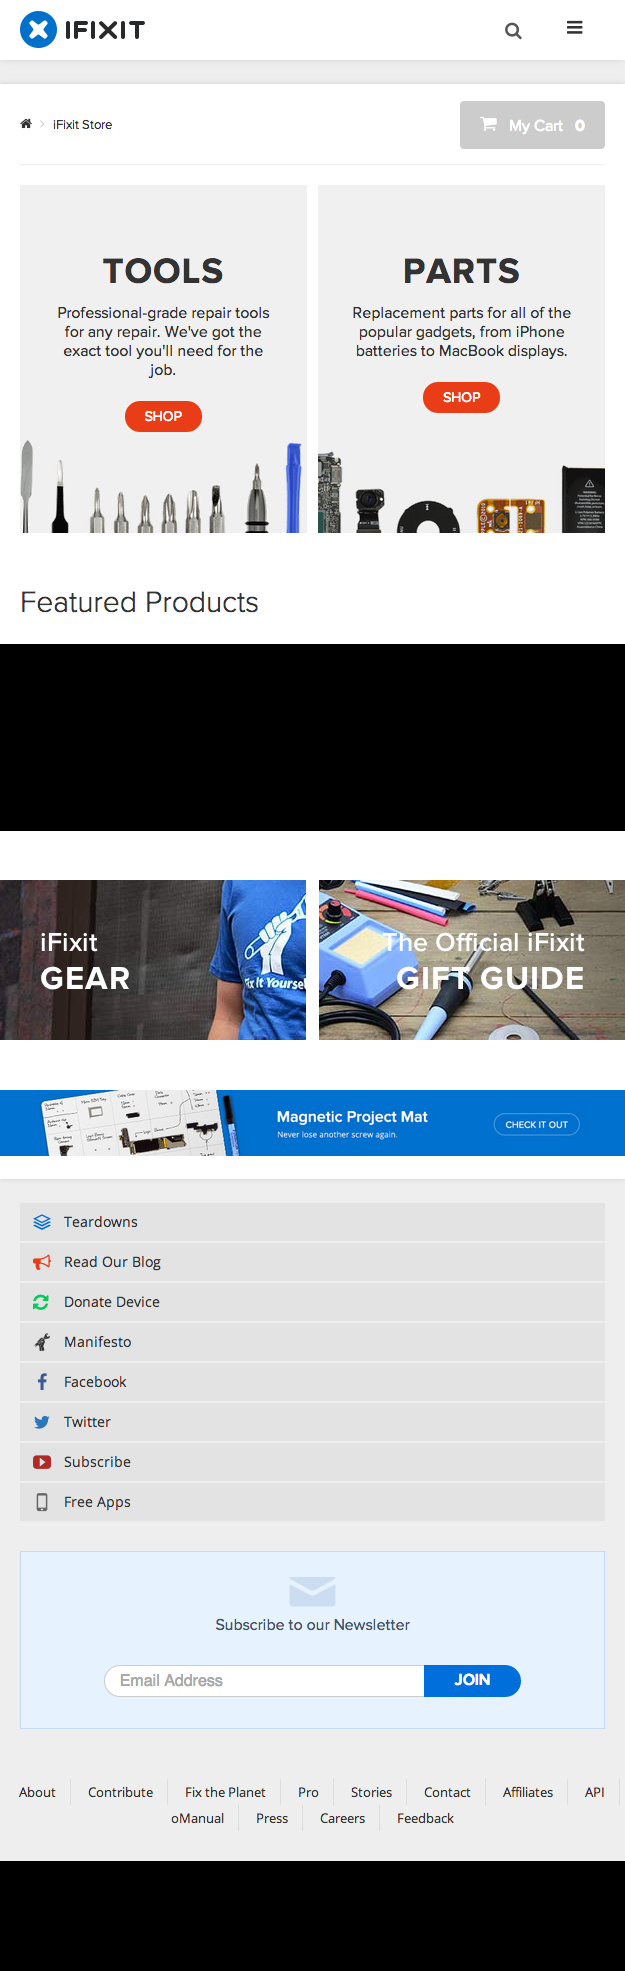 IFIXIT
iFixit Store
My Cart 0
TOOLS
Professional-grade repair tools
for any repair. We've got the
exact tool you'll need for the
job.
SHOP
PARTS
Replacement parts for all of the
popular gadgets, from iPhone
batteries to MacBook displays.
SHOP
WARNING
Featured Products
iFixit
GEAR
Fix It Yoursel
The Official iFixit
GIFT GUIDE
Magnetic Project Mat
Never lose another screw again.
CHECK IT OUT
Teardowns
Read Our Blog
Donate Device
Manifesto
Facebook
Twitter
Subscribe
Free Apps
Subscribe to our Newsletter
Email Address JOIN
About Contribute Fix the Planet Pro Stories Contact Affiliates API
oManual Press Careers Feedback